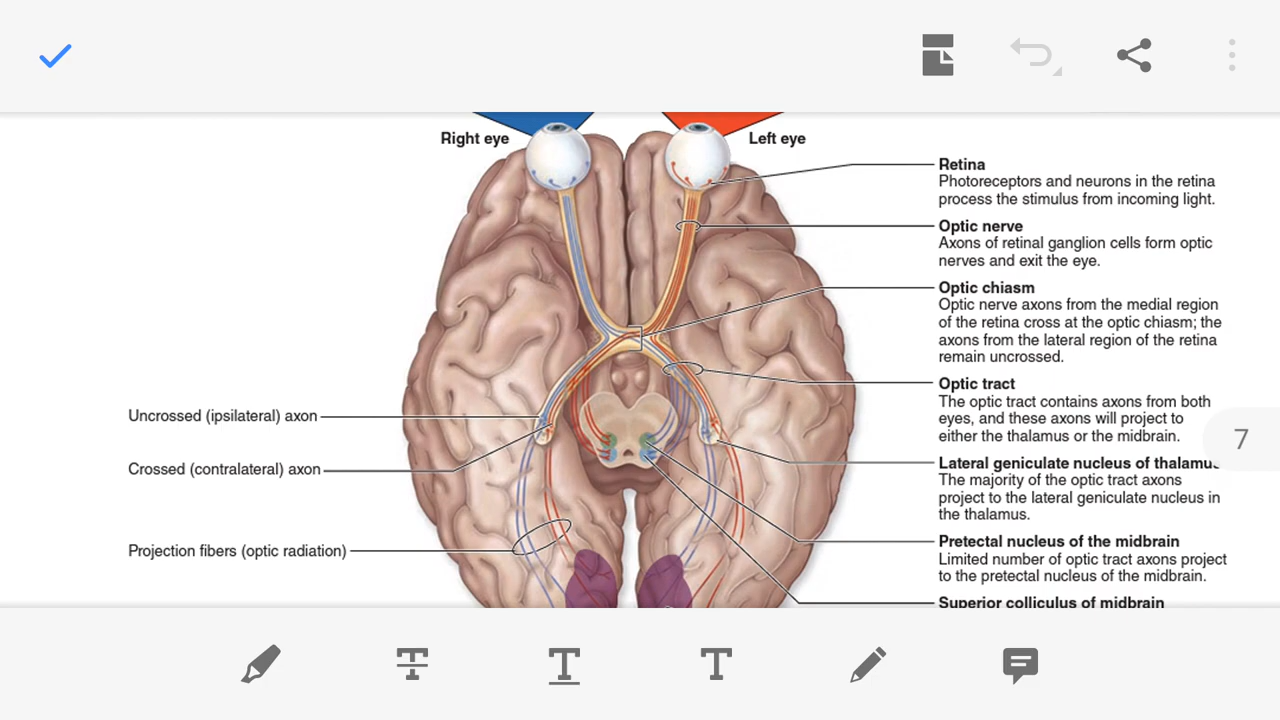 Right eye
Left eye
Retina
Photoreceptors and neurons in the retina
process the stimulus from incoming light.
Optic nerve
Axons of retinal ganglion cells form optic
nerves and exit the eye.
Optic chiasm
Optic nerve axons from the medial region
of the retina cross at the optic chiasm; the
axons from the lateral region of the retina
remain uncrossed.
Optic tract
The optic tract contains axons from both
eyes, and these axons will project to
either the thalamus or the midbrain.
7
Uncrossed (ipsilateral) axon
Crossed (contralateral) axon
Projection fibers (optic radiation)
Lateral geniculate nucleus of thalamus
The majority of the optic tract axons
project to the lateral geniculate nucleus in
the thalamus.
Pretectal nucleus of the midbrain
Limited number of optic tract axons project
to the pretectal nucleus of the midbrain.
Superior colliculus of midbrain